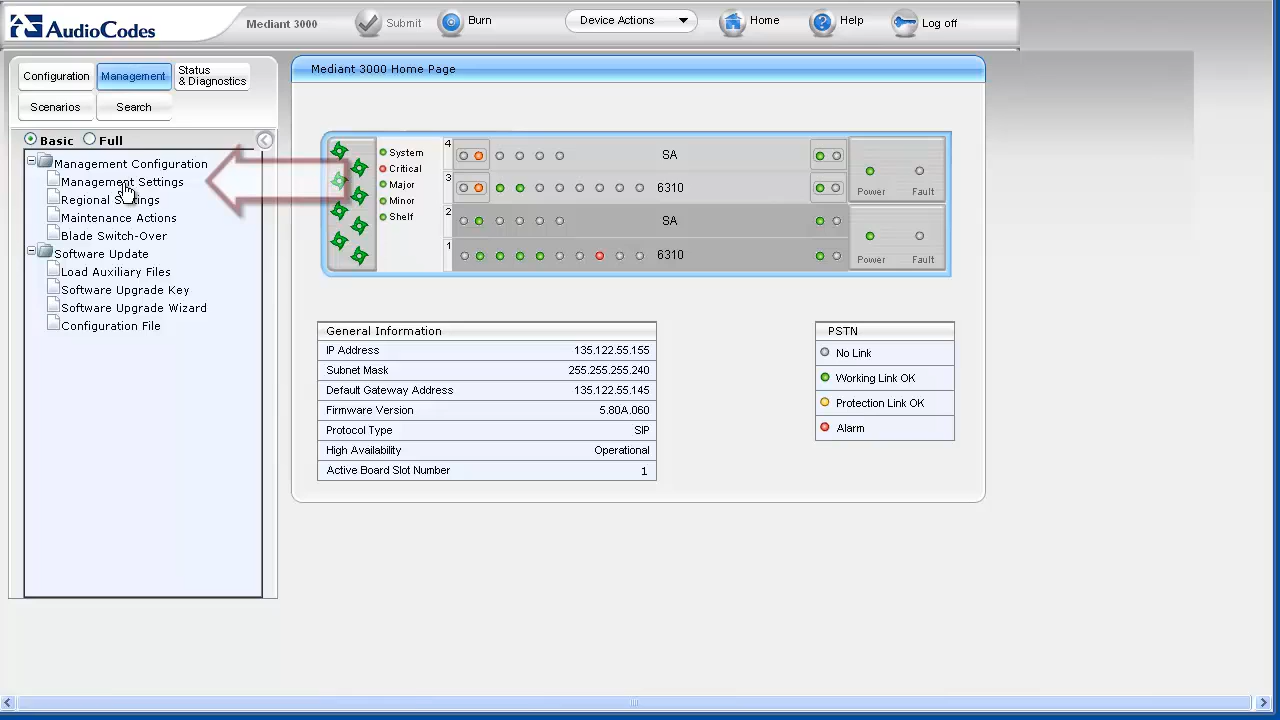 AudioCodes Mediant 3000 Submit Burn Device Actions Home Help Log off
Configuration Management Status
& Diagnostics
Scenarios Search
Basic Full
Management Configuration
Management Settings
Regional Settings
Maintenance Actions
Blade Switch-Over
Software Update
Load Auxiliary Files
Software Upgrade Key
Software Upgrade Wizard
Configuration File
Mediant 3000 Home Page
System
Critical
Major
Minor
Shelf
4 SA
3 6310
2 SA
1 6310
Power Fault
Power Fault
General Information
IP Address 135.122.55.155
Subnet Mask 255.255.255.240
Default Gateway Address 135.122.55.145
Firmware Version 5.80A.060
Protocol Type SIP
High Availability Operational
Active Board Slot Number 1
PSTN
No Link
Working Link OK
Protection Link OK
Alarm